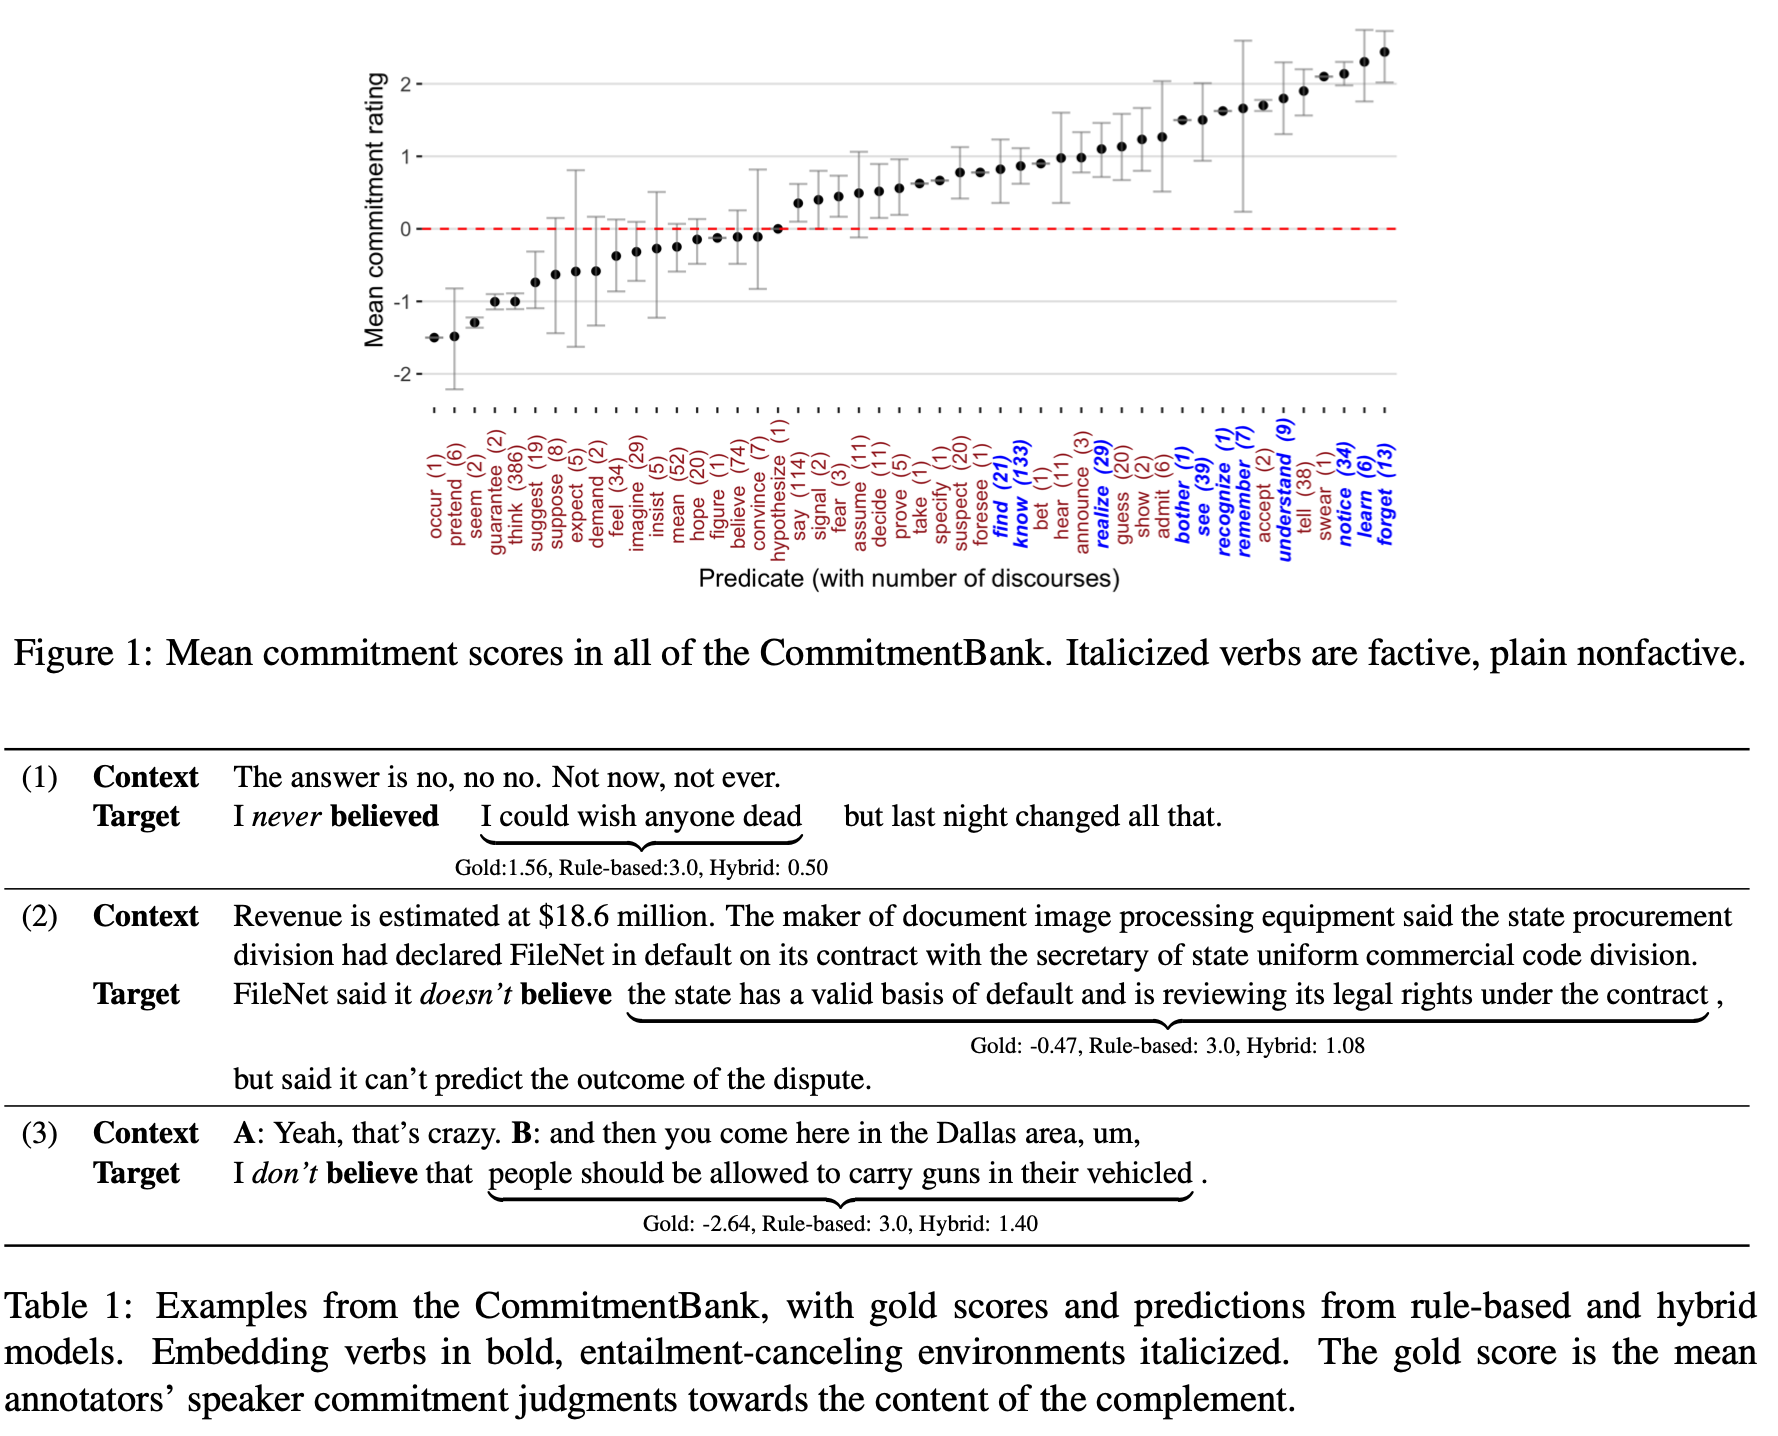 Mean commitment rating
2
1
0
-1
-2
occur (1)
pretend (6)
seem (2)
guarantee (2)
think (386)
suggest (19)
suppose (8)
expect (5)
demand (2)
feel (34)
imagine (29)
insist (5)
mean (52)
hope (20)
figure (1)
believe (74)
convince (7)
hypothesize (1)
say (114)
signal (2)
fear (3)
assume (11)
decide (11)
prove (5)
take (1)
specify (1)
suspect (20)
foresee (1)
find (21)
know (133)
bet (1)
hear (11)
announce (3)
realize (29)
guess (20)
show (2)
admit (6)
bother (1)
see (39)
recognize (1)
remember (7)
accept (2)
understand (9)
tell (38)
swear (1)
notice (34)
learn (6)
forget (13)
Predicate (with number of discourses)
Figure 1: Mean commitment scores in all of the CommitmentBank. Italicized verbs are factive, plain nonfactive.
(1) Context The answer is no, no no. Not now, not ever.
Target I never believed I could wish anyone dead but last night changed all that.
Gold:1.56, Rule-based:3.0, Hybrid: 0.50
(2) Context Revenue is estimated at $18.6 million. The maker of document image processing equipment said the state procurement
division had declared FileNet in default on its contract with the secretary of state uniform commercial code division.
Target FileNet said it doesn't believe the state has a valid basis of default and is reviewing its legal rights under the contract ,
Gold: -0.47, Rule-based: 3.0, Hybrid: 1.08
but said it can't predict the outcome of the dispute.
(3) Context A: Yeah, that's crazy. B: and then you come here in the Dallas area, um,
Target I don't believe that people should be allowed to carry guns in their vehicled .
Gold: -2.64, Rule-based: 3.0, Hybrid: 1.40
Table 1: Examples from the CommitmentBank, with gold scores and predictions from rule-based and hybrid
models. Embedding verbs in bold, entailment-canceling environments italicized. The gold score is the mean
annotators' speaker commitment judgments towards the content of the complement.